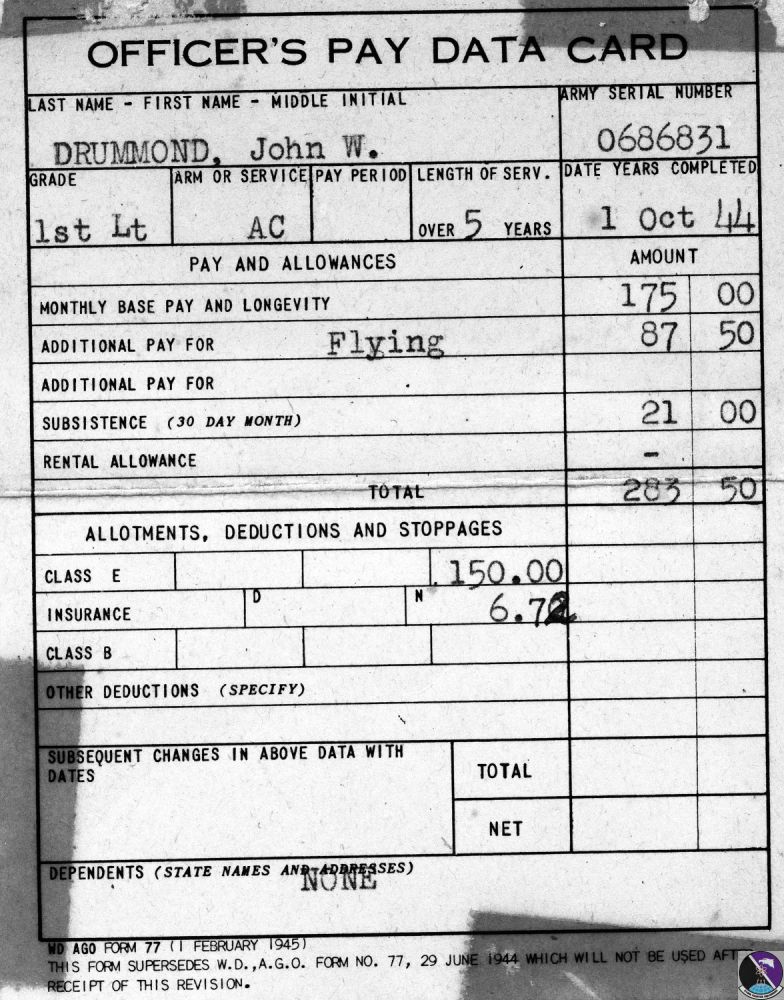 OFFICER'S PAY DATA CARD
LAST NAME - FIRST NAME - MIDDLE INITIAL ARMY SERIAL NUMBER
DRUMMOND, John W. 0686831
GRADE ARM OR SERVICE PAY PERIOD LENGTH OF SERV. DATE YEARS COMPLETED
1st Lt AC OVER 5 YEARS 1 Oct 44
PAY AND ALLOWANCES AMOUNT
MONTHLY BASE PAY AND LONGEVITY 175 00
ADDITIONAL PAY FOR Flying 87 50
ADDITIONAL PAY FOR
SUBSISTENCE (30 DAY MONTH) 21 00
RENTAL ALLOWANCE -
TOTAL 283 50
ALLOTMENTS, DEDUCTIONS AND STOPPAGES
CLASS E 150.00
INSURANCE D N 6.72
CLASS B
OTHER DEDUCTIONS (SPECIFY)
SUBSEQUENT CHANGES IN ABOVE DATA WITH
DATES
TOTAL
NET
DEPENDENTS (STATE NAMES AND ADDRESSES)
NONE
WD AGO FORM 77 (1 FEBRUARY 1945)
THIS FORM SUPERSEDES W.D.,A.G.O. FORM NO. 77, 29 JUNE 1944 WHICH WILL NOT BE USED
RECEIPT OF THIS REVISION.